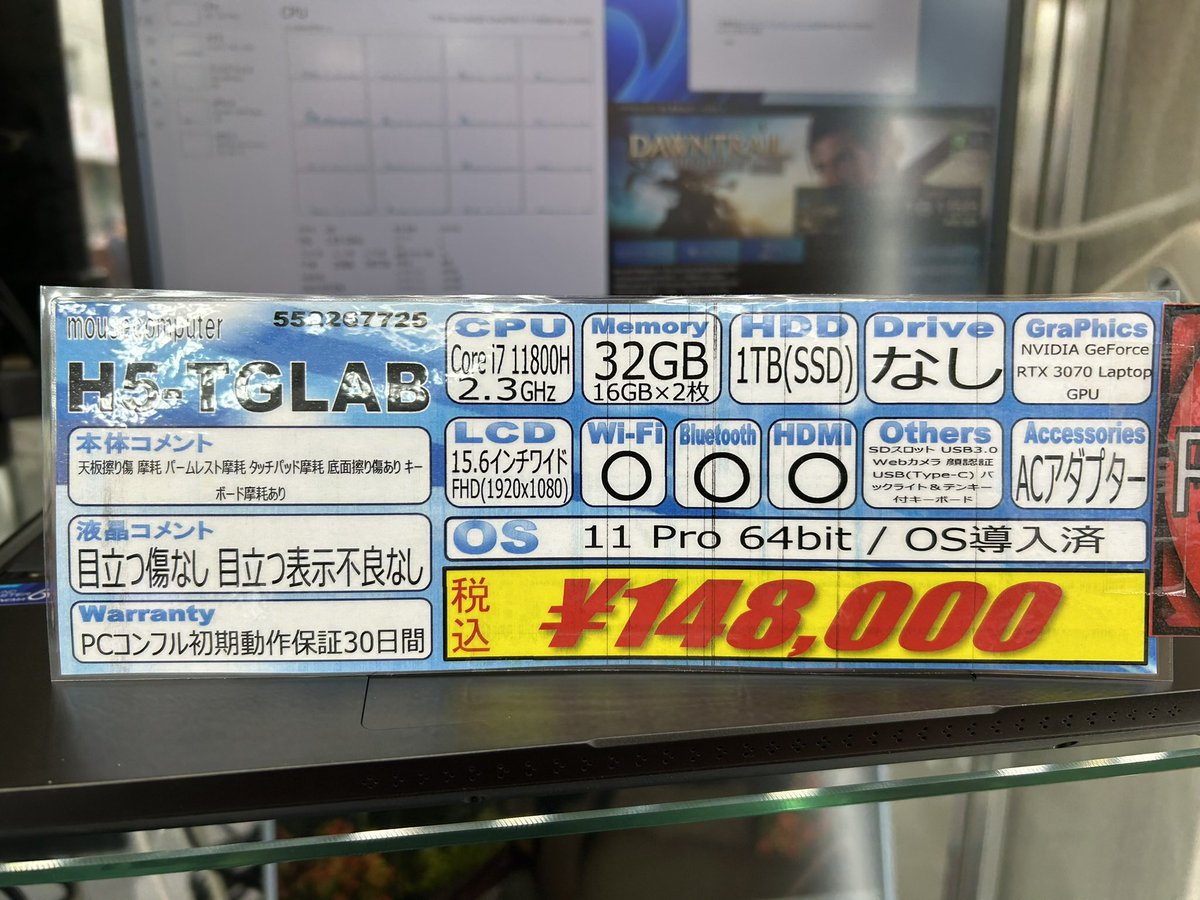 CPU
DAWNTRAIL
mousecomputer
552267725
H5-TGLAB
本体コメント
天板擦り傷 摩耗 パームレスト摩耗 タッチパッド摩耗 底面擦り傷あり キー
ボード摩耗あり
液晶コメント
目立つ傷なし 目立つ表示不良なし
Warranty
PCコンフル初期動作保証30日間
CPU
Core i7 11800H
2.3GHz
Memory
32GB
16GB×2枚
HDD
1TB(SSD)
Drive
なし
GraPhics
NVIDIA GeForce
RTX 3070 Laptop
GPU
LCD
15.6インチワイド
FHD(1920x1080)
Wi-Fi
○
Bluetooth
○
HDMI
○
Others
SDスロット USB3.0
Webカメラ 顔認証
USB(Type-C) バ
ックライト&テンキー
付キーボード
Accessories
ACアダプター
OS
11 Pro 64bit / OS導入済
税込
¥148,000